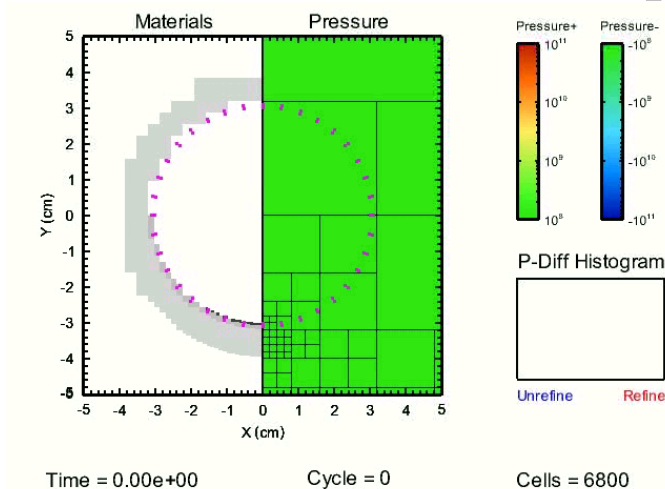 Materials Pressure
Pressure+ Pressure-
5
4
3
2
1
0
-1
-2
-3
-4
-5
Y (cm)
-5 -4 -3 -2 -1 0 1 2 3 4 5
X (cm)
10¹¹
10¹⁰
10⁹
10⁸
-10⁸
-10⁹
-10¹⁰
-10¹¹
P-Diff Histogram
Unrefine Refine
Time = 0.00e+00 Cycle = 0 Cells = 6800